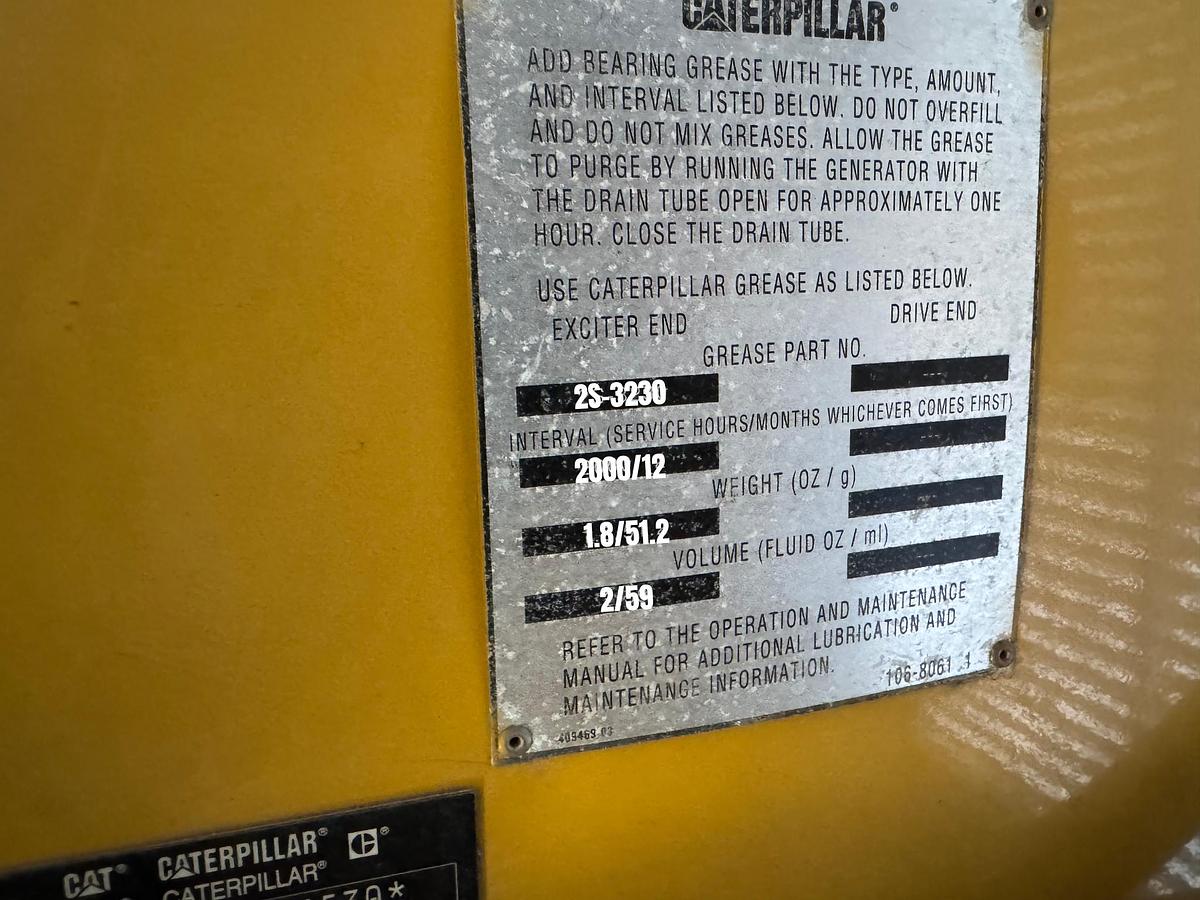 CATERPILLAR®
ADD BEARING GREASE WITH THE TYPE, AMOUNT,
AND INTERVAL LISTED BELOW. DO NOT OVERFILL
AND DO NOT MIX GREASES. ALLOW THE GREASE
TO PURGE BY RUNNING THE GENERATOR WITH
THE DRAIN TUBE OPEN FOR APPROXIMATELY ONE
HOUR. CLOSE THE DRAIN TUBE.
USE CATERPILLAR GREASE AS LISTED BELOW.
EXCITER END DRIVE END
GREASE PART NO.
2S-3230 ---
INTERVAL (SERVICE HOURS/MONTHS WHICHEVER COMES FIRST)
2000/12 ---
WEIGHT (OZ / g)
1.8/51.2 ---
VOLUME (FLUID OZ / ml)
2/59 ---
REFER TO THE OPERATION AND MAINTENANCE
MANUAL FOR ADDITIONAL LUBRICATION AND
MAINTENANCE INFORMATION.
106-8061 1
409469 03
CAT® CATERPILLAR® ®
CATERPILLAR®